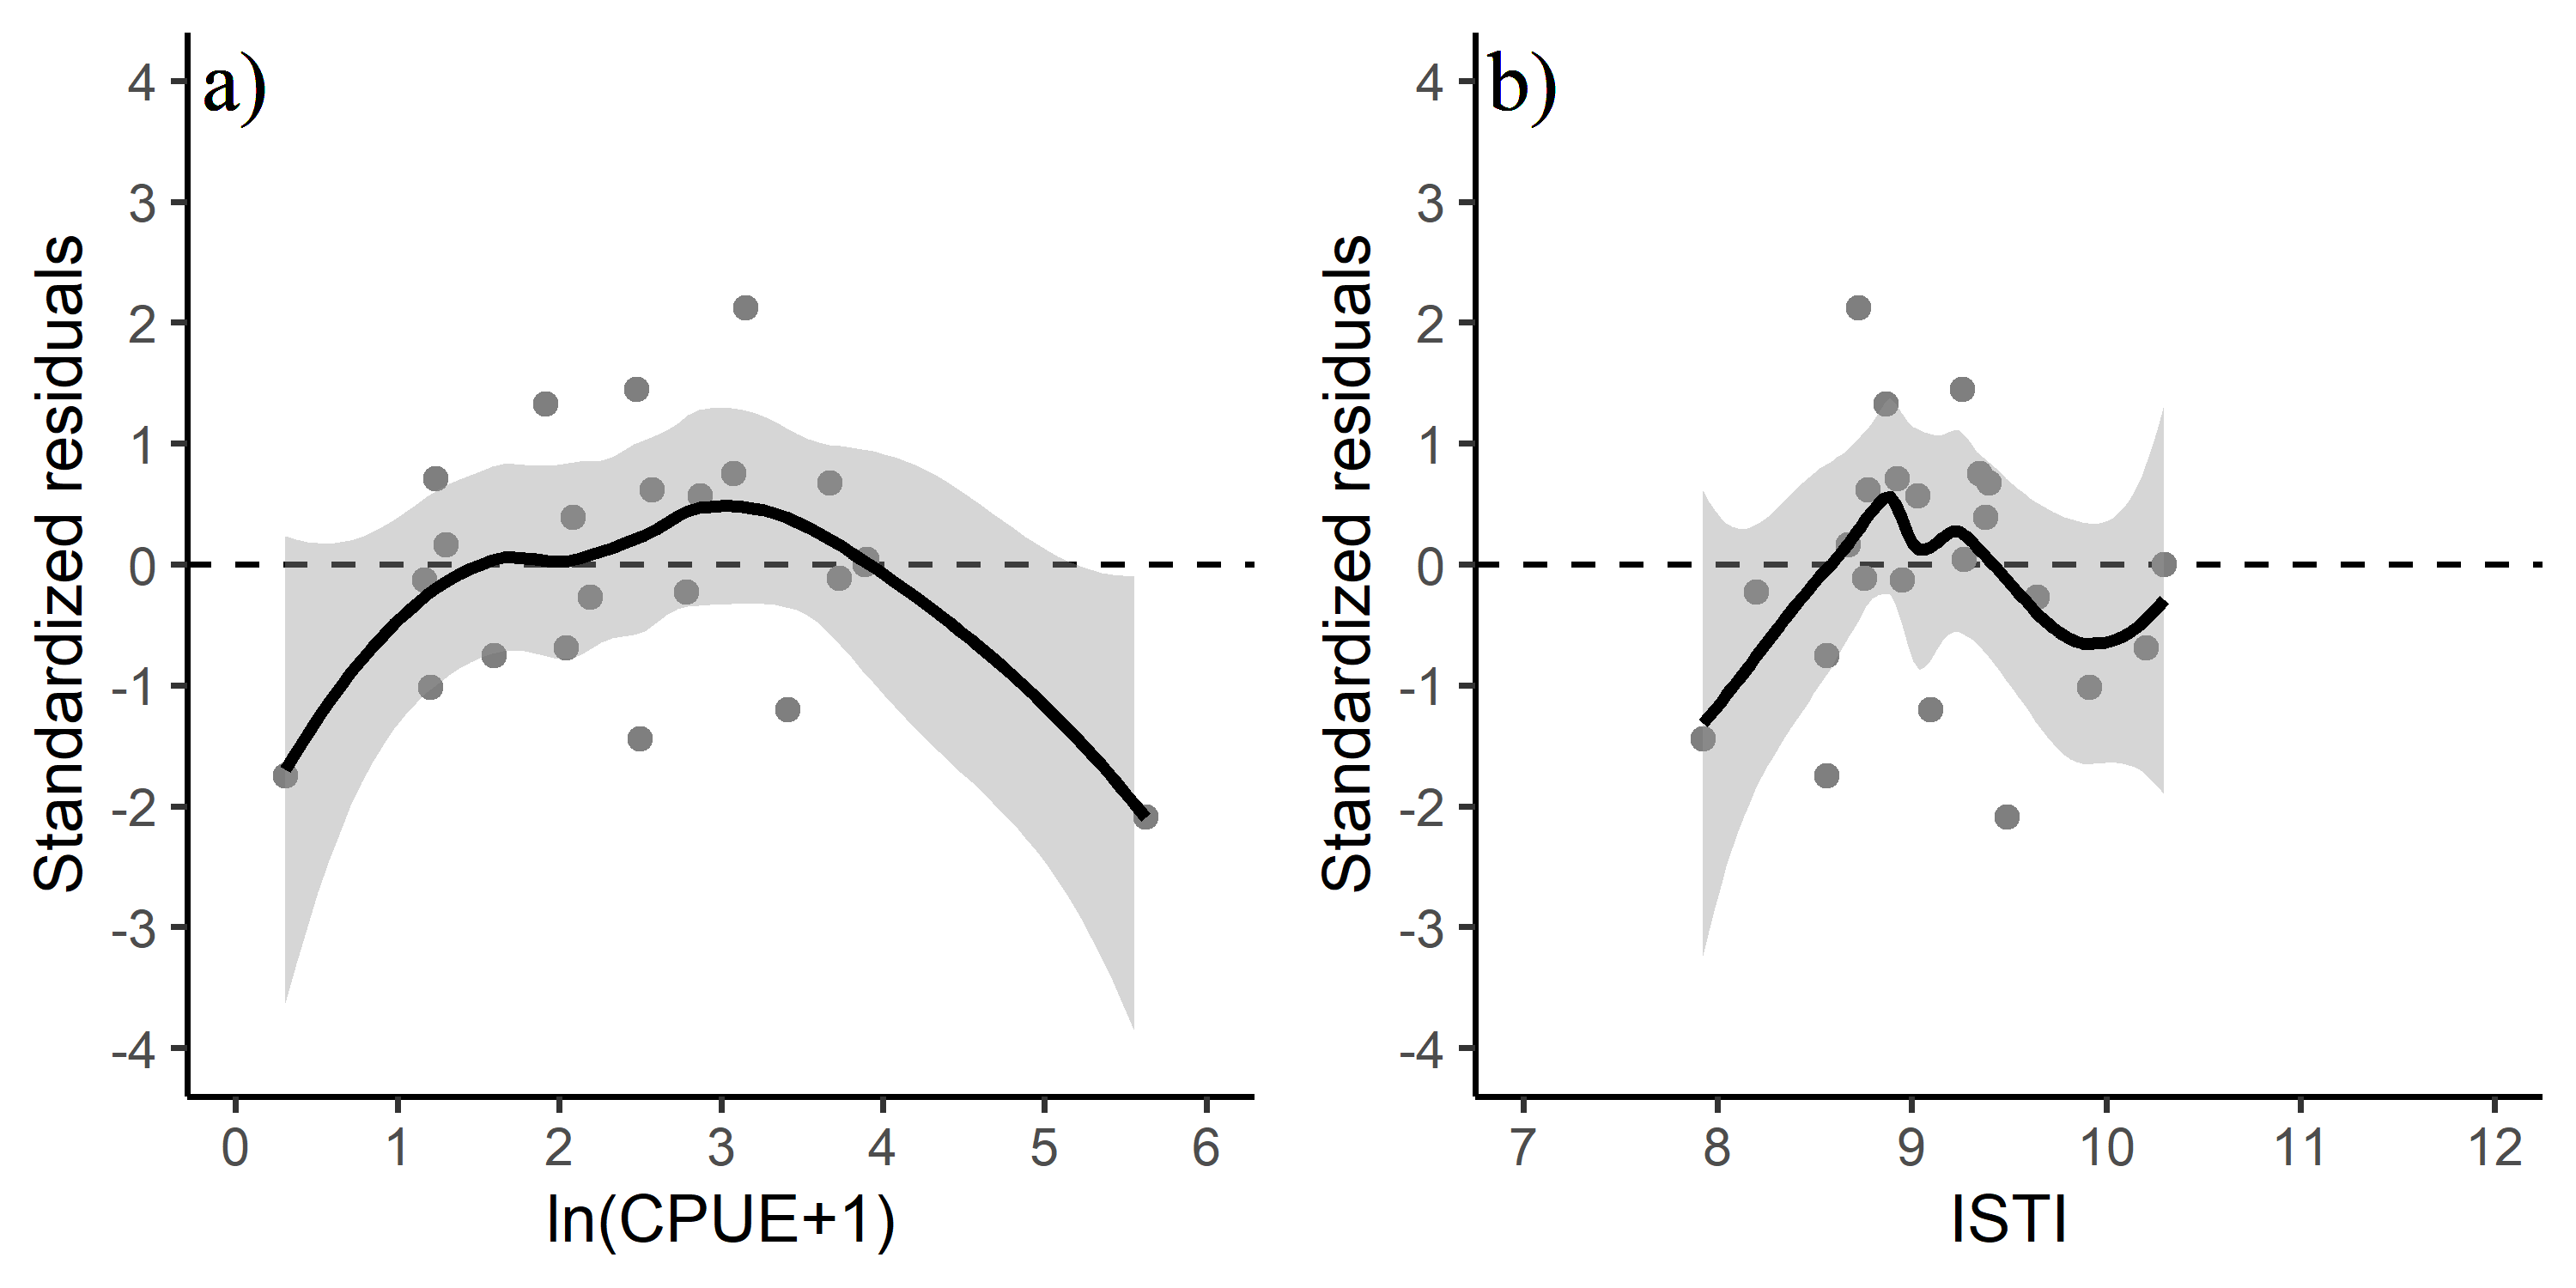 a)
Standardized residuals
4
3
2
1
0
-1
-2
-3
-4
0 1 2 3 4 5 6
ln(CPUE+1)
b)
Standardized residuals
4
3
2
1
0
-1
-2
-3
-4
7 8 9 10 11 12
ISTI